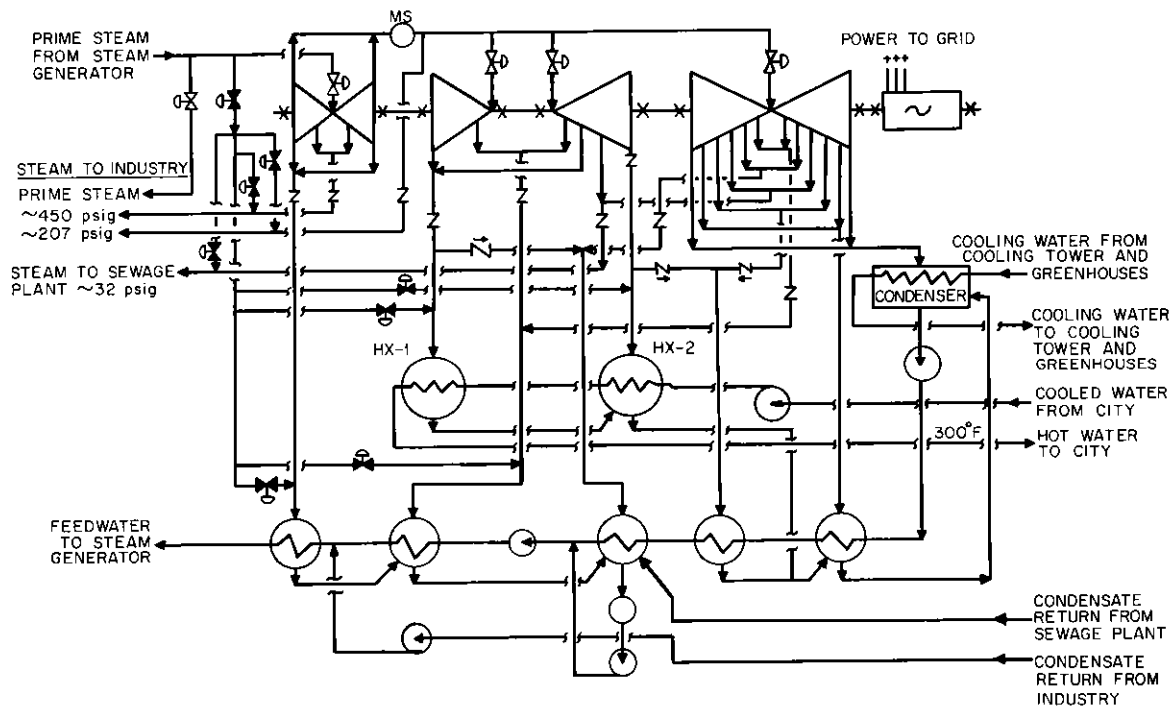 MS
PRIME STEAM
FROM STEAM
GENERATOR
POWER TO GRID
+++
~
STEAM TO INDUSTRY
PRIME STEAM
~450 psig
~207 psig
STEAM TO SEWAGE
PLANT ~32 psig
COOLING WATER FROM
COOLING TOWER AND
GREENHOUSES
CONDENSER
COOLING WATER
TO COOLING
TOWER AND
GREENHOUSES
HX-1
HX-2
COOLED WATER
FROM CITY
300°F
HOT WATER
TO CITY
FEEDWATER
TO STEAM
GENERATOR
CONDENSATE
RETURN FROM
SEWAGE PLANT
CONDENSATE
RETURN FROM
INDUSTRY